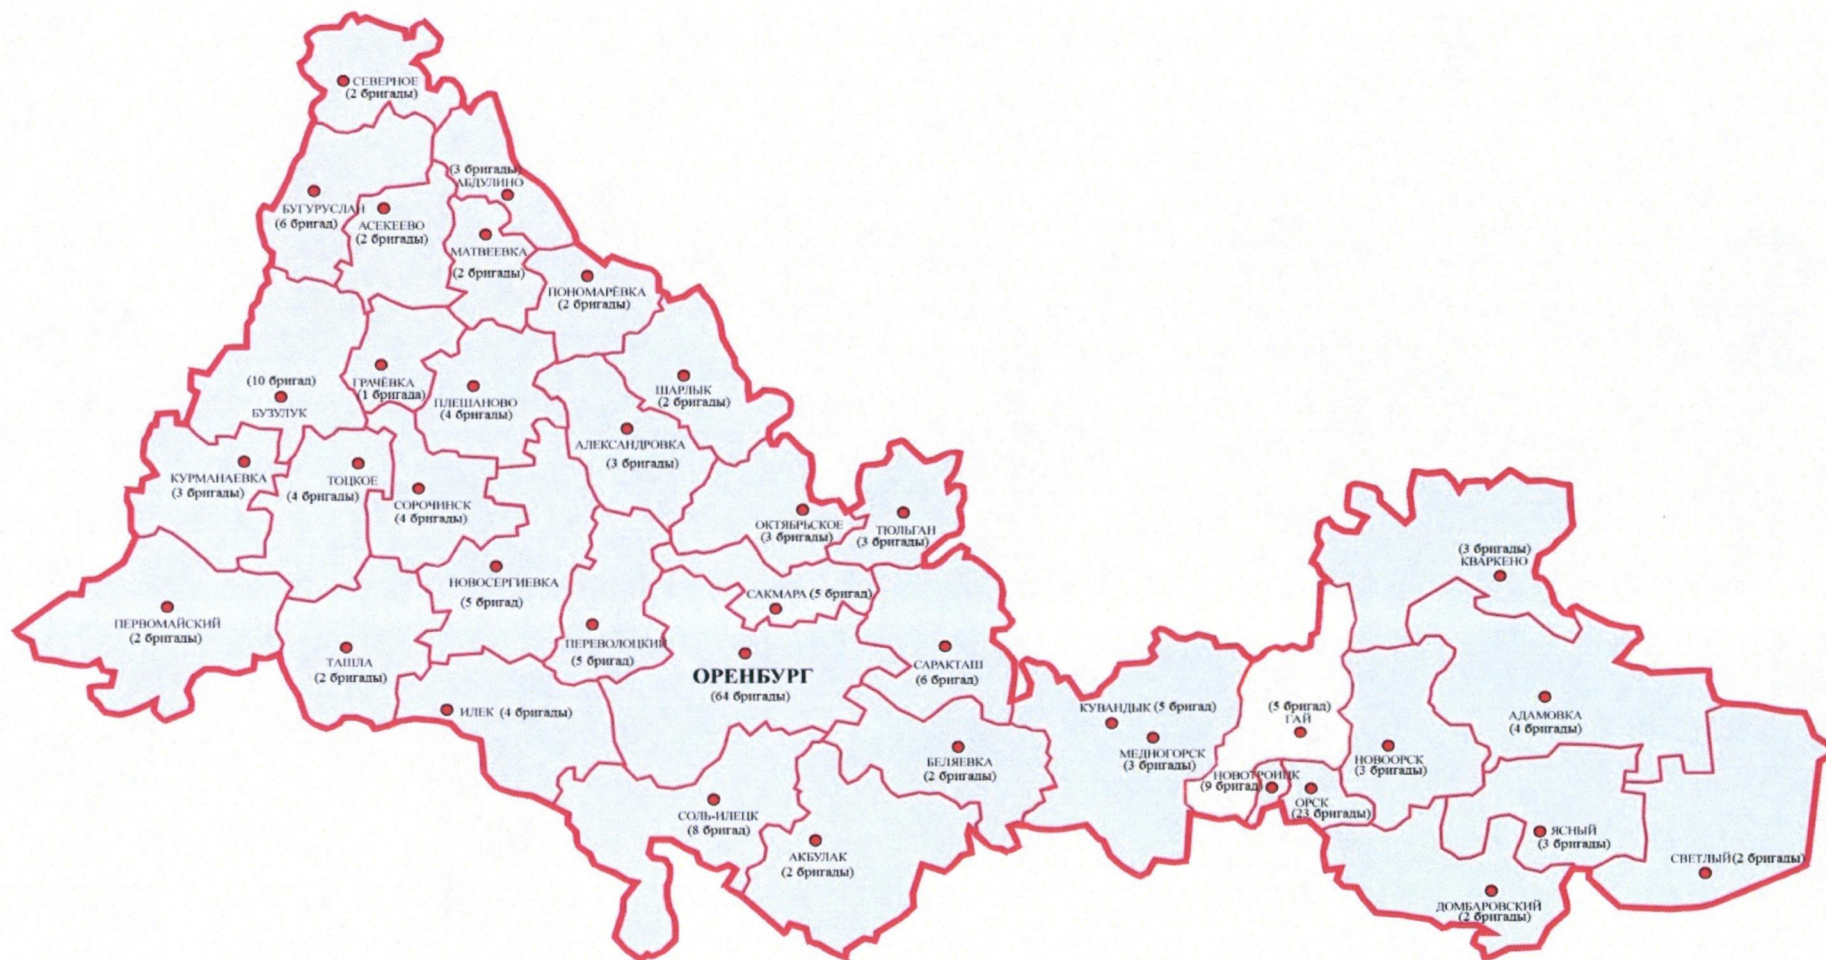 СЕВЕРНОЕ
(2 бригады)
(3 бригады)
АБДУЛИНО
БУГУРУСЛАН
(6 бригад)
АСЕКЕЕВО
(2 бригады)
МАТВЕЕВКА
(2 бригады)
ПОНОМАРЁВКА
(2 бригады)
(10 бригад)
БУЗУЛУК
ГРАЧЁВКА
(1 бригада)
ПЛЕШАНОВО
(4 бригады)
ШАРЛЫК
(2 бригады)
АЛЕКСАНДРОВКА
(3 бригады)
КУРМАНАЕВКА
(3 бригады)
ТОЦКОЕ
(4 бригады)
СОРОЧИНСК
(4 бригады)
ОКТЯБРЬСКОЕ
(3 бригады)
ТЮЛЬГАН
(3 бригады)
(3 бригады)
КВАРКЕНО
НОВОСЕРГИЕВКА
(5 бригад)
САКМАРА (5 бригад)
ПЕРВОМАЙСКИЙ
(2 бригады)
ПЕРЕВОЛОЦКИЙ
(5 бригад)
ТАШЛА
(2 бригады)
ОРЕНБУРГ
(64 бригады)
САРАКТАШ
(6 бригад)
ИЛЕК (4 бригады)
КУВАНДЫК (5 бригад)
(5 бригад)
ГАЙ
АДАМОВКА
(4 бригады)
МЕДНОГОРСК
(3 бригады)
БЕЛЯЕВКА
(2 бригады)
НОВООРСК
(3 бригады)
НОВОТРОИЦК
(9 бригад)
ОРСК
(23 бригады)
СОЛЬ-ИЛЕЦК
(8 бригад)
ЯСНЫЙ
(3 бригады)
АКБУЛАК
(2 бригады)
СВЕТЛЫЙ (2 бригады)
ДОМБАРОВСКИЙ
(2 бригады)